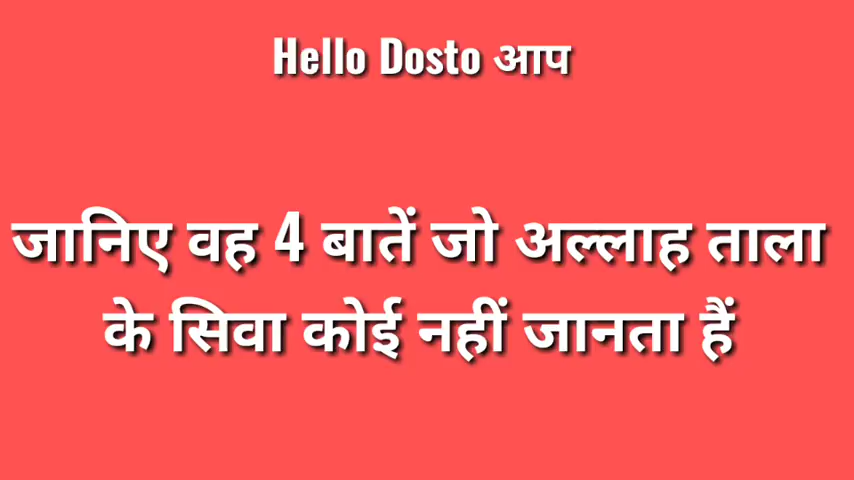 Hello Dosto आप
जानिए वह 4 बातें जो अल्लाह ताला
के सिवा कोई नहीं जानता हैं